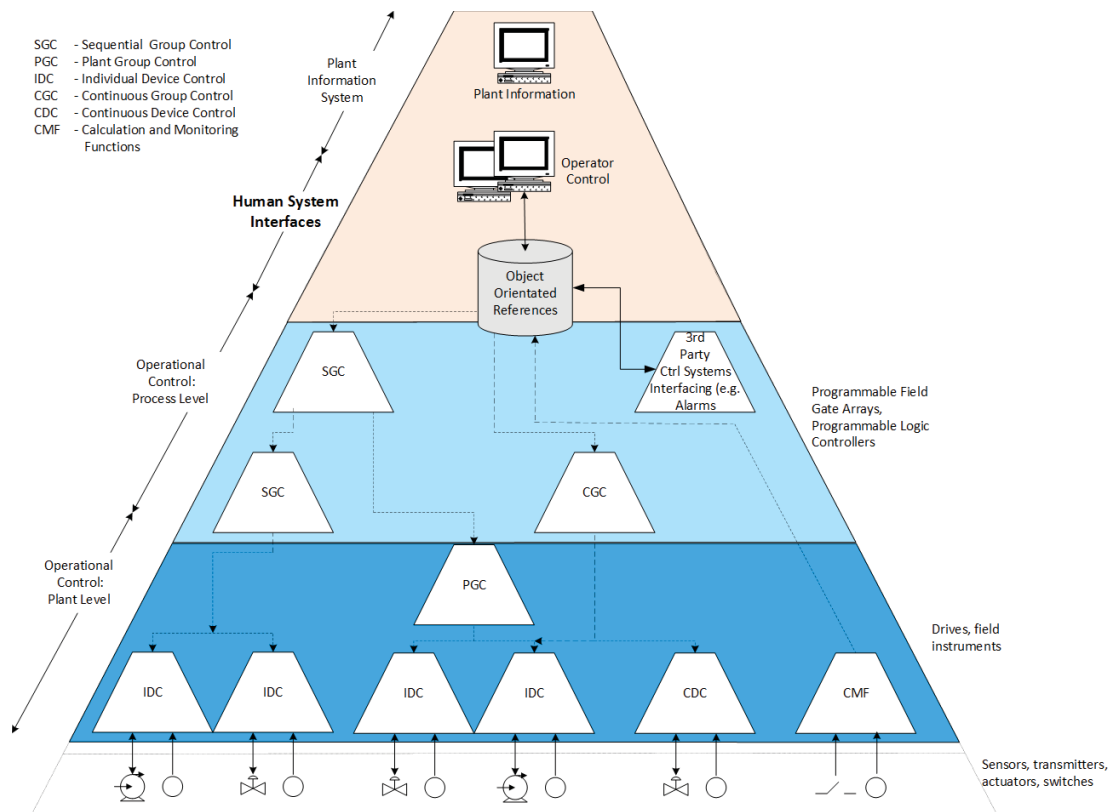 SGC - Sequential Group Control
PGC - Plant Group Control
IDC - Individual Device Control
CGC - Continuous Group Control
CDC - Continuous Device Control
CMF - Calculation and Monitoring
Functions
Plant
Information
System
Plant Information
Operator
Control
Human System
Interfaces
Object
Orientated
References
Operational
Control:
Process Level
SGC
3rd
Party
Ctrl Systems
Interfacing (e.g.
Alarms
Programmable Field
Gate Arrays,
Programmable Logic
Controllers
SGC
CGC
Operational
Control:
Plant Level
PGC
Drives, field
instruments
IDC
IDC
IDC
IDC
CDC
CMF
Sensors, transmitters,
actuators, switches